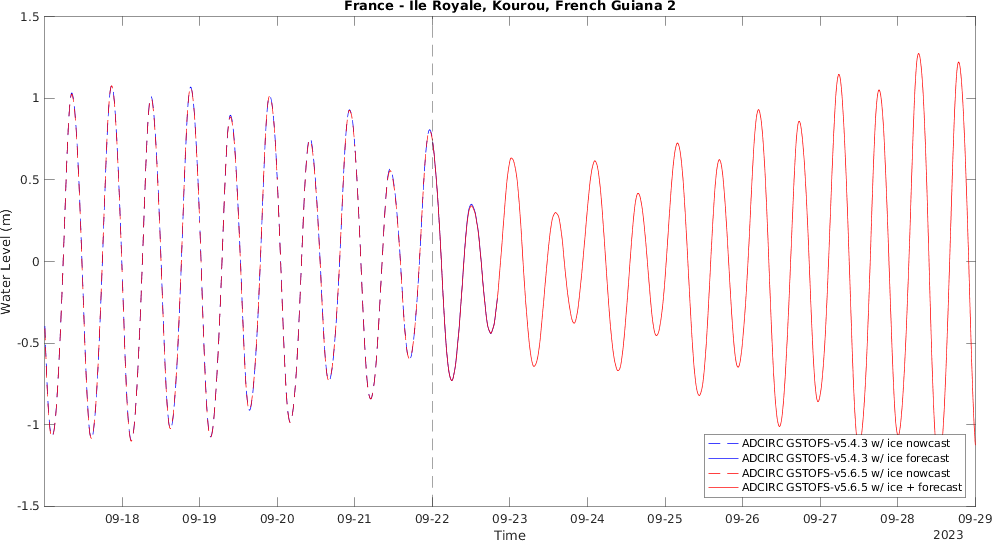 France - Ile Royale, Kourou, French Guiana 2
1.5
1
0.5
0
-0.5
-1
-1.5
Water Level (m)
ADCIRC GSTOFS-v5.4.3 w/ ice nowcast
ADCIRC GSTOFS-v5.4.3 w/ ice forecast
ADCIRC GSTOFS-v5.6.5 w/ ice nowcast
ADCIRC GSTOFS-v5.6.5 w/ ice + forecast
09-18 09-19 09-20 09-21 09-22 09-23 09-24 09-25 09-26 09-27 09-28 09-29
Time 2023